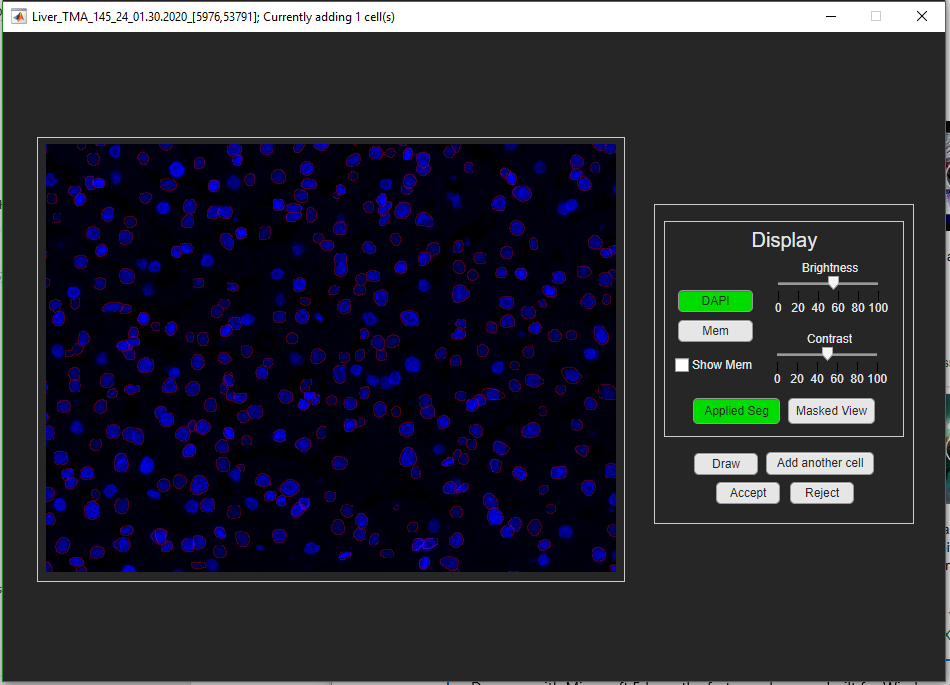 Liver_TMA_145_24_01.30.2020_[5976,53791]; Currently adding 1 cell(s)
Display
Brightness
DAPI
0 20 40 60 80 100
Mem
Contrast
Show Mem
0 20 40 60 80 100
Applied Seg
Masked View
Draw
Add another cell
Accept
Reject